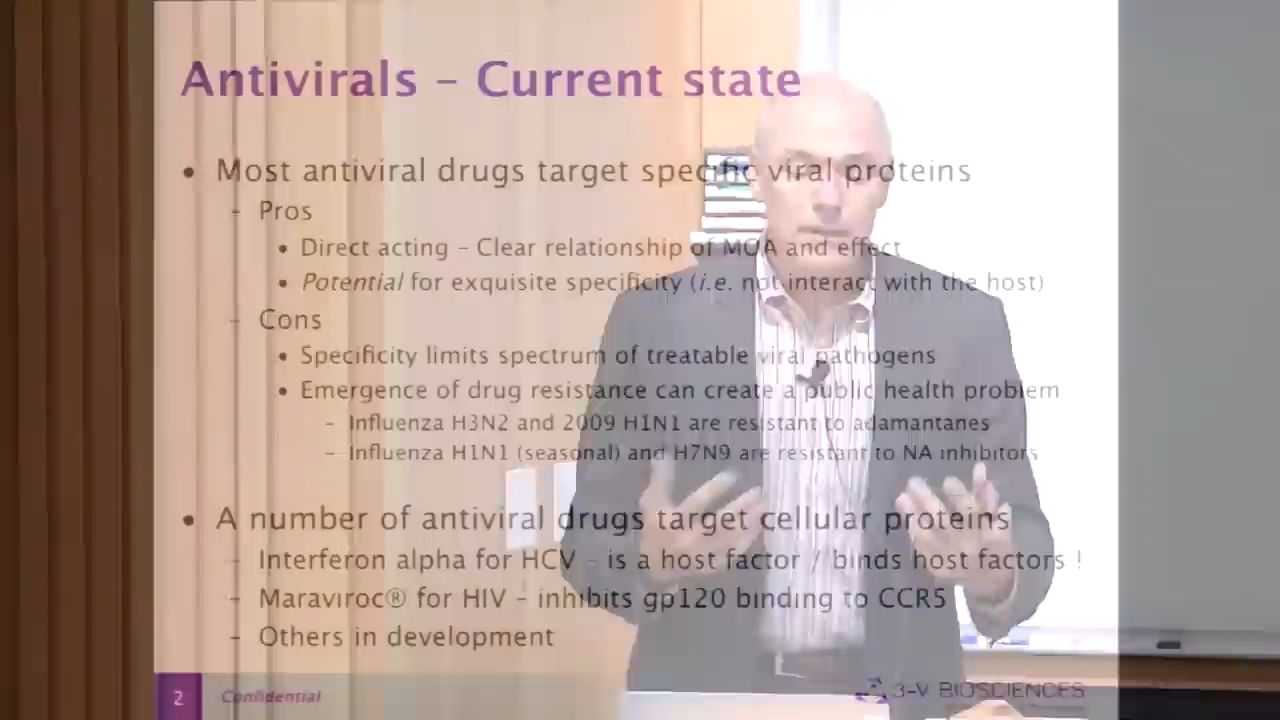 Antivirals – Current state
• Most antiviral drugs target specific viral proteins
– Pros
• Direct acting – Clear relationship of MOA and effect
• Potential for exquisite specificity (i.e. not interact with the host)
– Cons
• Specificity limits spectrum of treatable viral pathogens
• Emergence of drug resistance can create a public health problem
– Influenza H3N2 and 2009 H1N1 are resistant to adamantanes
– Influenza H1N1 (seasonal) and H7N9 are resistant to NA inhibitors
• A number of antiviral drugs target cellular proteins
– Interferon alpha for HCV – is a host factor / binds host factors !
– Maraviroc® for HIV – inhibits gp120 binding to CCR5
– Others in development
2 Confidential 3-V BIOSCIENCES